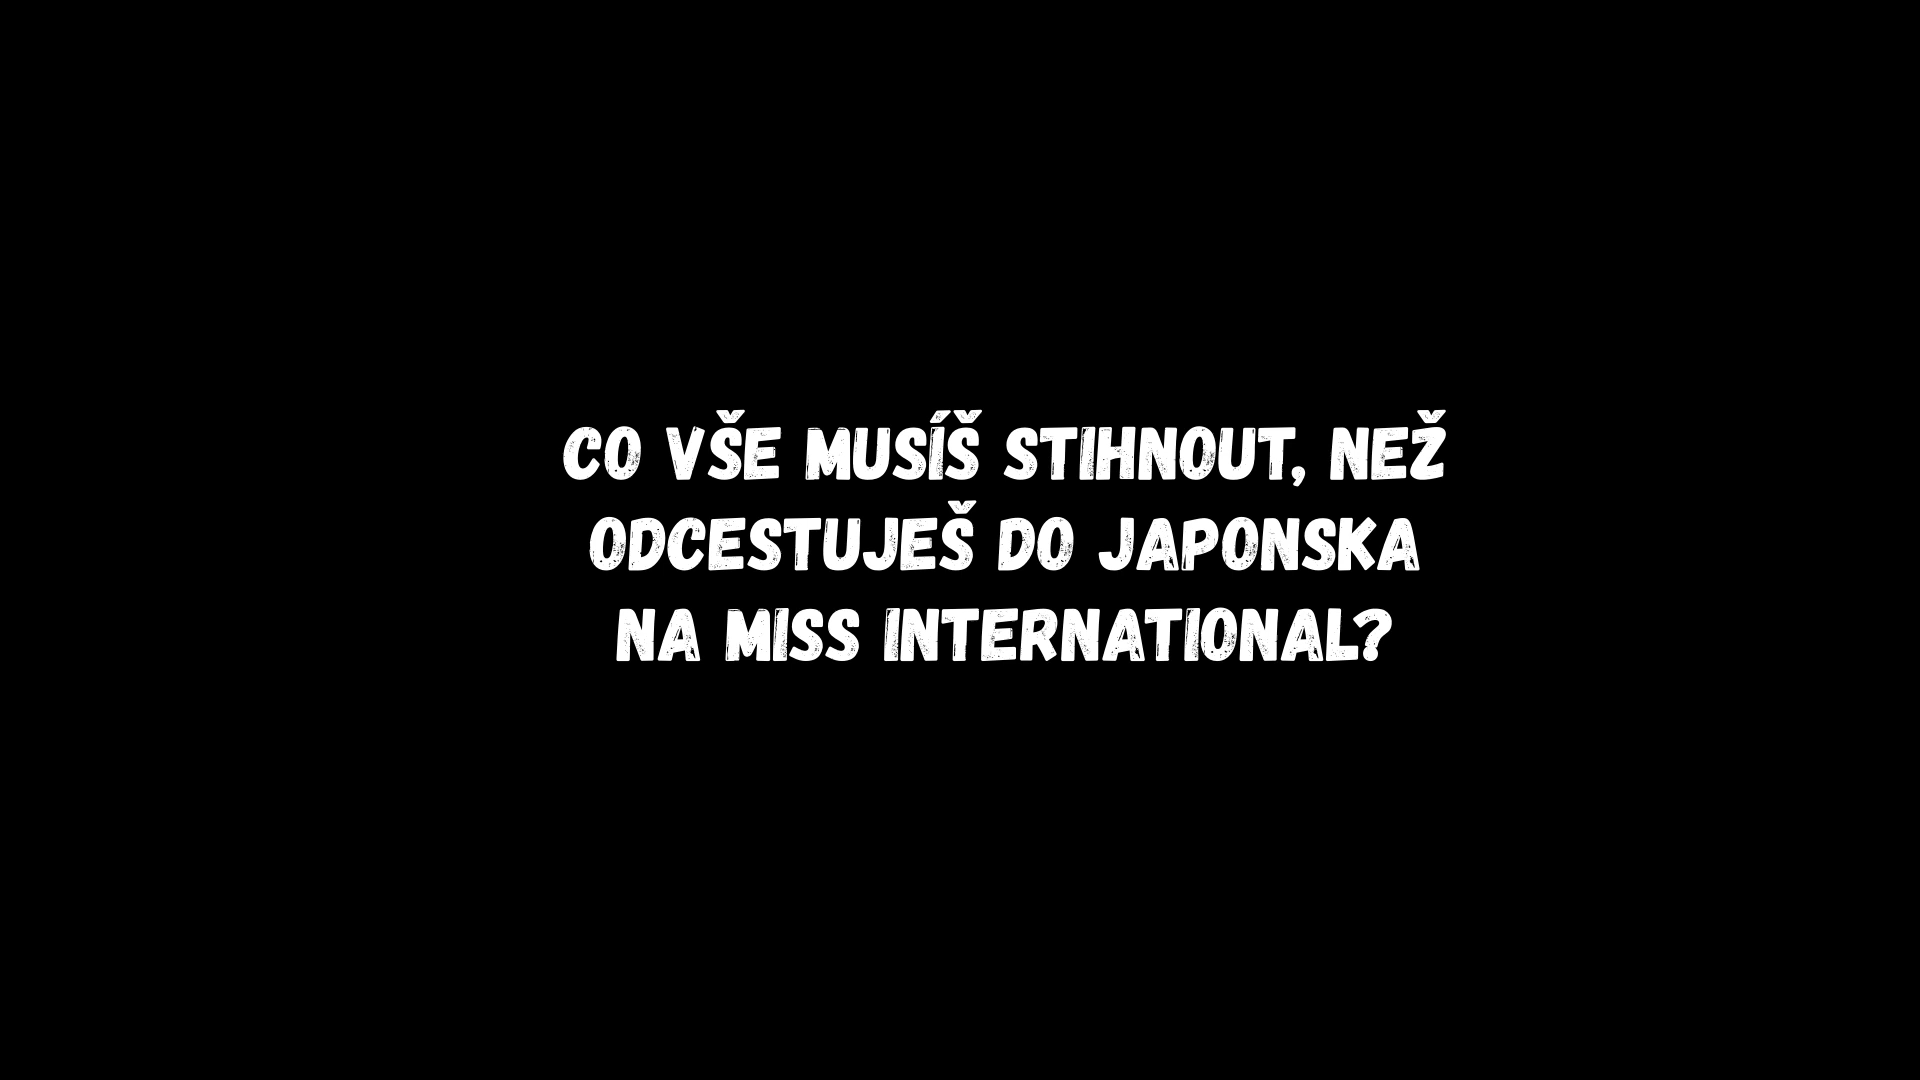 CO VŠE MUSÍŠ STIHNOUT, NEŽ
ODCESTUJEŠ DO JAPONSKA
NA MISS INTERNATIONAL?